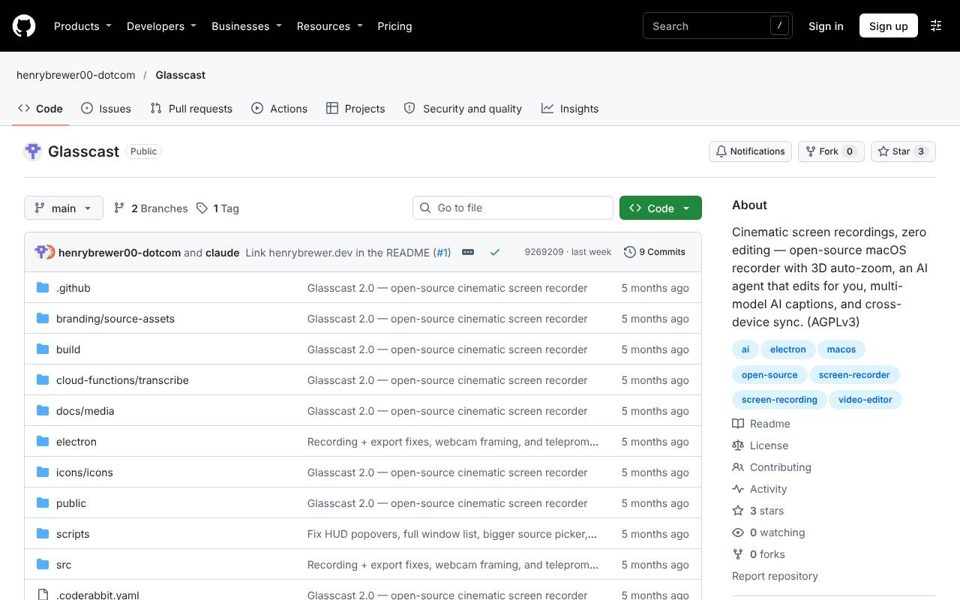 Products Developers Businesses Resources Pricing Search / Sign in Sign up
henrybrewer00-dotcom / Glasscast
Code Issues Pull requests Actions Projects Security and quality Insights
Glasscast Public Notifications Fork 0 Star 3
main 2 Branches 1 Tag Go to file Code
henrybrewer00-dotcom and claude Link henrybrewer.dev in the README (#1) 9269209 · last week 9 Commits
.github Glasscast 2.0 — open-source cinematic screen recorder 5 months ago
branding/source-assets Glasscast 2.0 — open-source cinematic screen recorder 5 months ago
build Glasscast 2.0 — open-source cinematic screen recorder 5 months ago
cloud-functions/transcribe Glasscast 2.0 — open-source cinematic screen recorder 5 months ago
docs/media Glasscast 2.0 — open-source cinematic screen recorder 5 months ago
electron Recording + export fixes, webcam framing, and teleprom... 5 months ago
icons/icons Glasscast 2.0 — open-source cinematic screen recorder 5 months ago
public Glasscast 2.0 — open-source cinematic screen recorder 5 months ago
scripts Fix HUD popovers, full window list, bigger source picker,... 5 months ago
src Recording + export fixes, webcam framing, and teleprom... 5 months ago
.coderabbit.yaml Glasscast 2.0 — open-source cinematic screen recorder 5 months ago
About
Cinematic screen recordings, zero
editing — open-source macOS
recorder with 3D auto-zoom, an AI
agent that edits for you, multi-
model AI captions, and cross-
device sync. (AGPLv3)
ai electron macos
open-source screen-recorder
screen-recording video-editor
Readme
License
Contributing
Activity
3 stars
0 watching
0 forks
Report repository